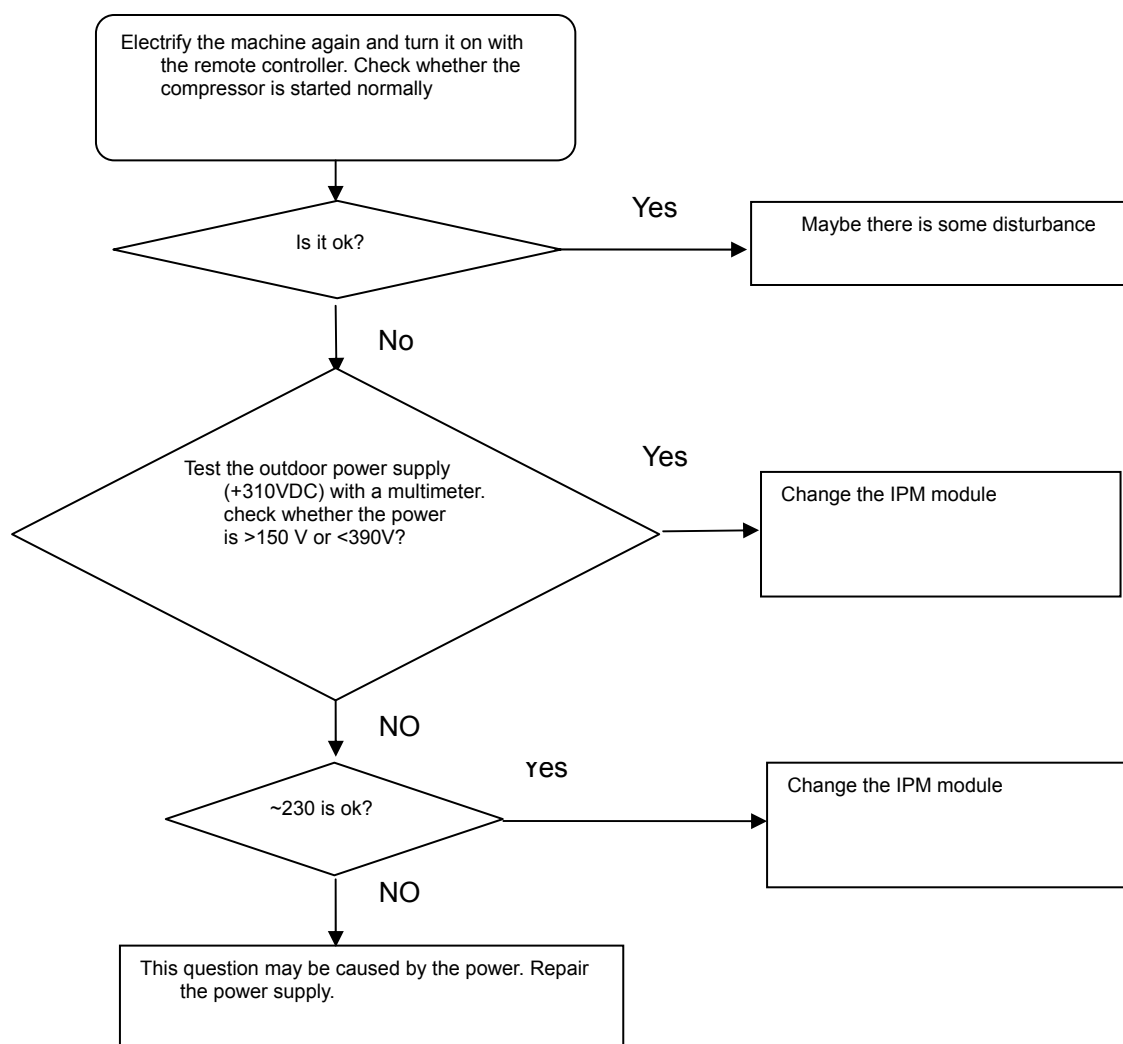 Electrify the machine again and turn it on with
the remote controller. Check whether the
compressor is started normally
Is it ok?
Yes
Maybe there is some disturbance
No
Test the outdoor power supply
(+310VDC) with a multimeter.
check whether the power
is >150 V or <390V?
Yes
Change the IPM module
NO
~230 is ok?
Yes
Change the IPM module
NO
This question may be caused by the power. Repair
the power supply.